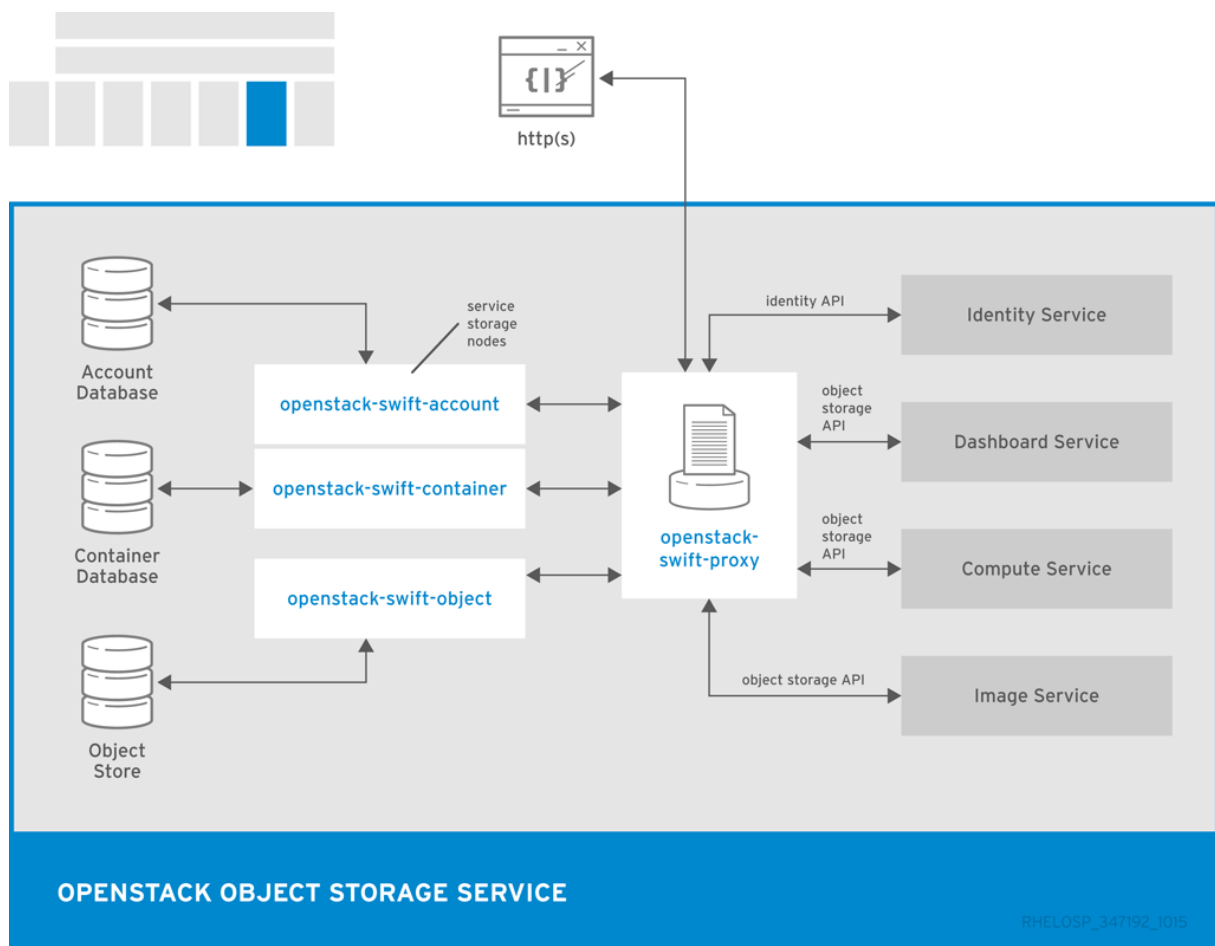 {|}
http(s)
Account
Database
Container
Database
Object
Store
service
storage
nodes
openstack-swift-account
openstack-swift-container
openstack-swift-object
openstack-
swift-proxy
identity API
object
storage
API
object
storage
API
object storage API
Identity Service
Dashboard Service
Compute Service
Image Service
OPENSTACK OBJECT STORAGE SERVICE
RHELOSP_347192_1015